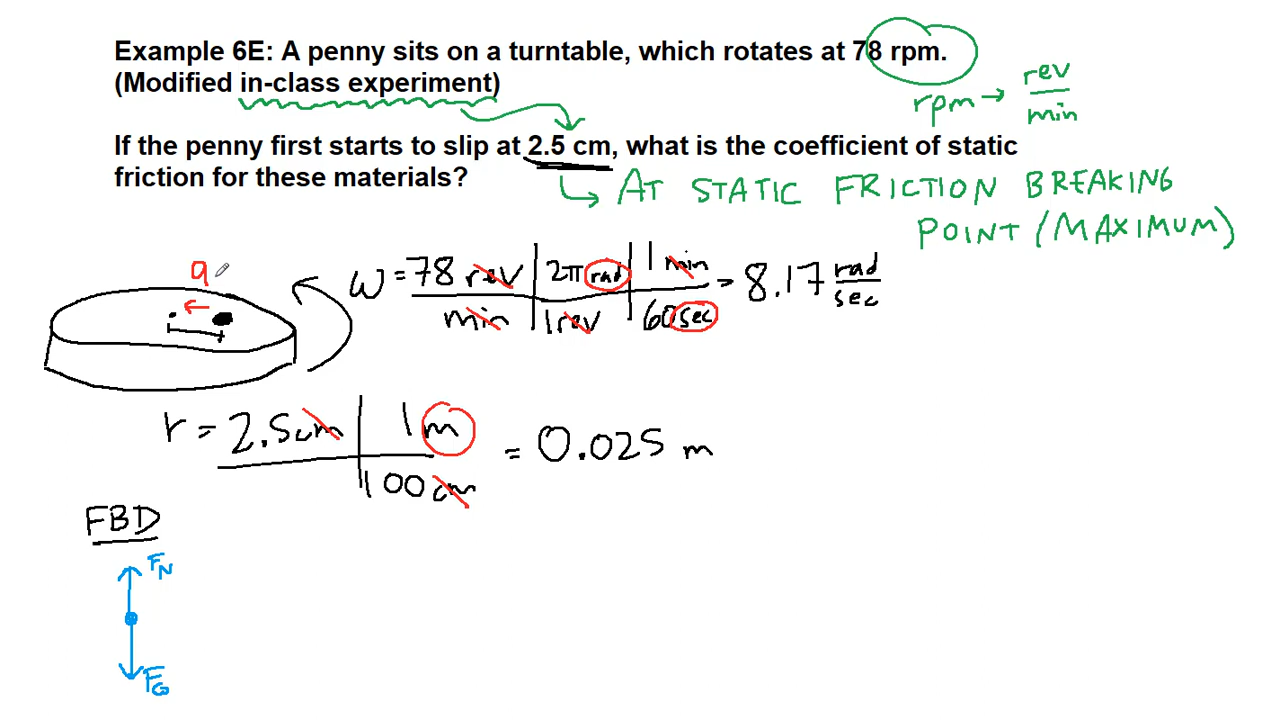 Example 6E: A penny sits on a turntable, which rotates at 78 rpm.
(Modified in-class experiment)
rpm → rev/min
If the penny first starts to slip at 2.5 cm, what is the coefficient of static
friction for these materials?
AT STATIC FRICTION BREAKING
POINT (MAXIMUM)
a
ω = 78 rev/min | 2π rad/1 rev | 1 min/60 sec = 8.17 rad/sec
r = 2.5 cm | 1 m/100 cm = 0.025 m
FBD
F_N
F_G